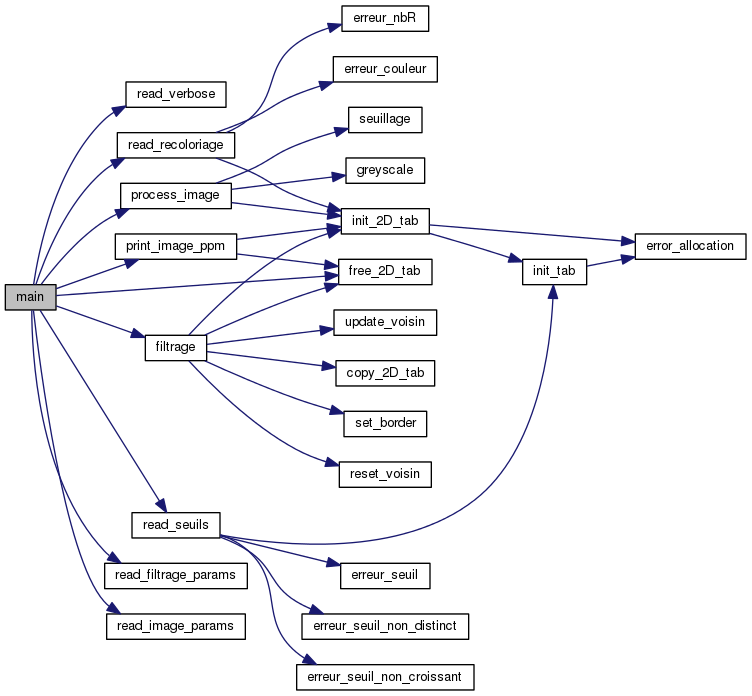 erreur_nbR
erreur_couleur
read_verbose
seuillage
read_recoloriage
greyscale
process_image
init_2D_tab
print_image_ppm
error_allocation
free_2D_tab
init_tab
main
update_voisin
filtrage
copy_2D_tab
set_border
reset_voisin
read_seuils
read_filtrage_params
erreur_seuil
read_image_params
erreur_seuil_non_distinct
erreur_seuil_non_croissant